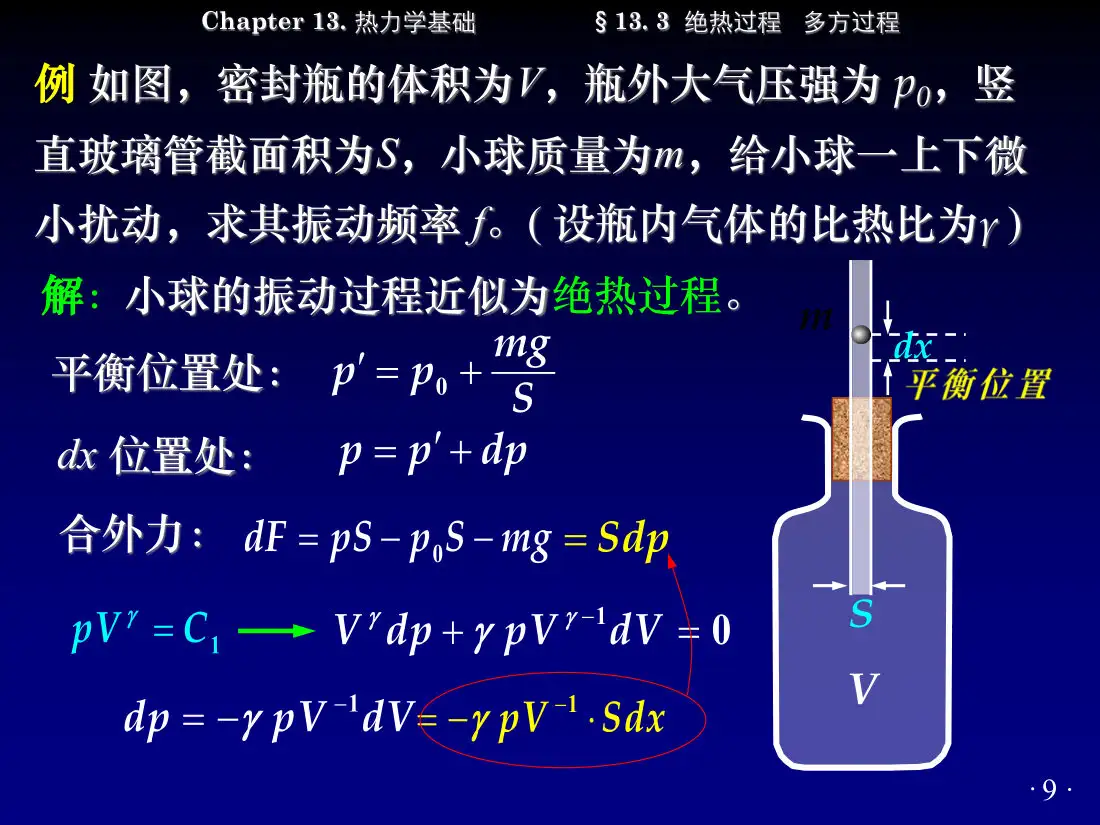 Chapter 13. 热力学基础 §13. 3 绝热过程 多方过程
例 如图，密封瓶的体积为V，瓶外大气压强为 p₀，竖
直玻璃管截面积为S，小球质量为m，给小球一上下微
小扰动，求其振动频率 f。( 设瓶内气体的比热比为γ )
解：小球的振动过程近似为绝热过程。
平衡位置处： p′ = p₀ + mg/S
dx 位置处： p = p′ + dp
合外力： dF = pS − p₀S − mg = Sdp
pV^γ = C₁ → V^γ dp + γ pV^(γ−1) dV = 0
dp = −γ pV^(−1) dV = −γ pV^(−1) · Sdx
m
dx
平衡位置
S
V
· 9 ·